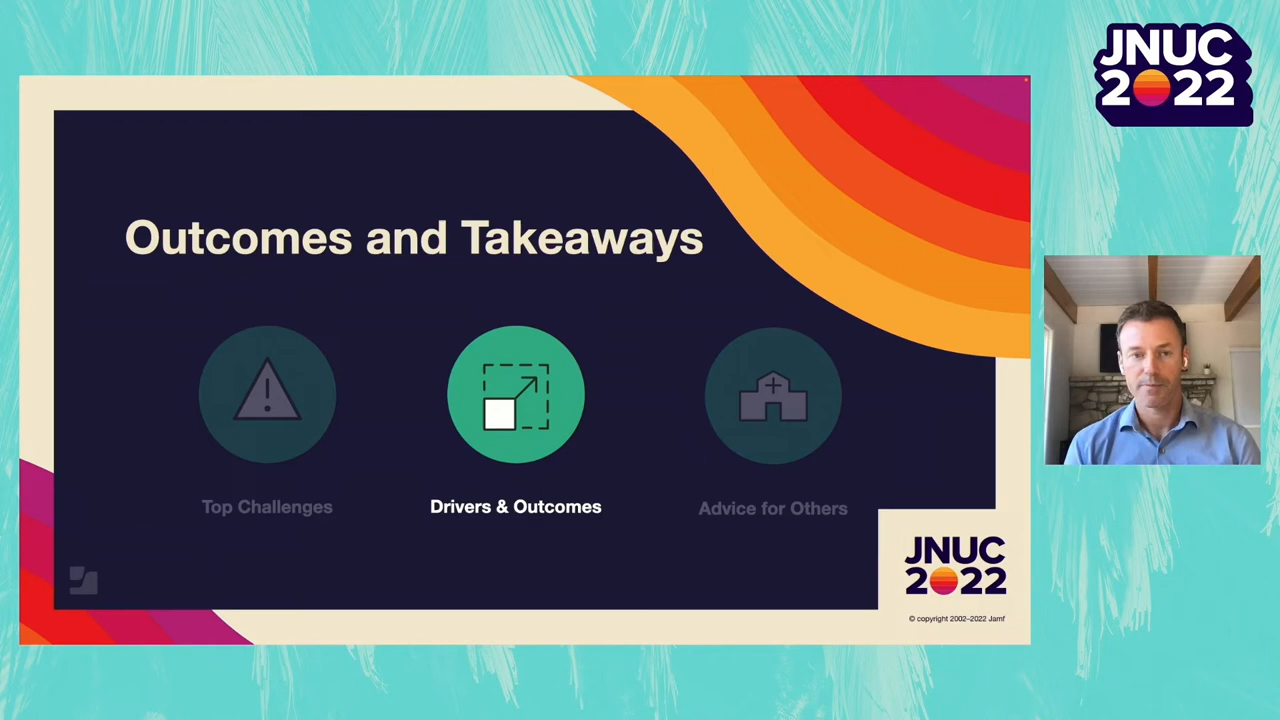 JNUC
2022
Outcomes and Takeaways
Top Challenges
Drivers & Outcomes
Advice for Others
JNUC
2022
© copyright 2002–2022 Jamf